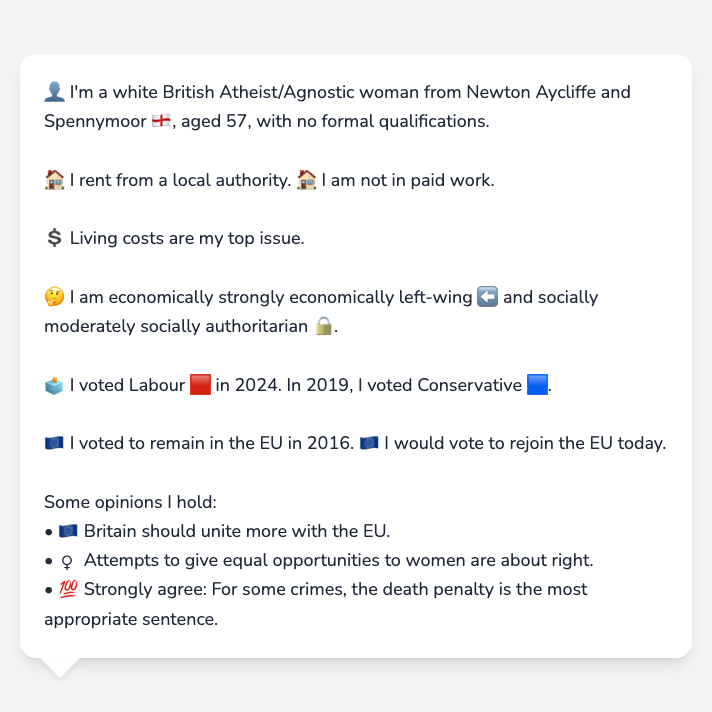 👤 I'm a white British Atheist/Agnostic woman from Newton Aycliffe and
Spennymoor 🏴󠁧󠁢󠁥󠁮󠁧󠁿, aged 57, with no formal qualifications.
🏠 I rent from a local authority. 🏠 I am not in paid work.
💲 Living costs are my top issue.
🤔 I am economically strongly economically left-wing ⬅️ and socially
moderately socially authoritarian 🔒.
🗳️ I voted Labour 🟥 in 2024. In 2019, I voted Conservative 🟦.
🇪🇺 I voted to remain in the EU in 2016. 🇪🇺 I would vote to rejoin the EU today.
Some opinions I hold:
• 🇪🇺 Britain should unite more with the EU.
• ♀ Attempts to give equal opportunities to women are about right.
• 💯 Strongly agree: For some crimes, the death penalty is the most
appropriate sentence.